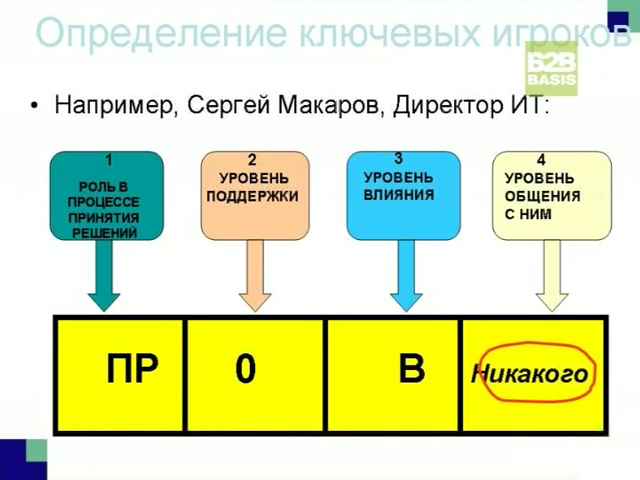 Определение ключевых игроков
Б2В
BASIS
• Например, Сергей Макаров, Директор ИТ:
1
РОЛЬ В
ПРОЦЕССЕ
ПРИНЯТИЯ
РЕШЕНИЙ
2
УРОВЕНЬ
ПОДДЕРЖКИ
3
УРОВЕНЬ
ВЛИЯНИЯ
4
УРОВЕНЬ
ОБЩЕНИЯ
С НИМ
ПР
0
В
Никакого